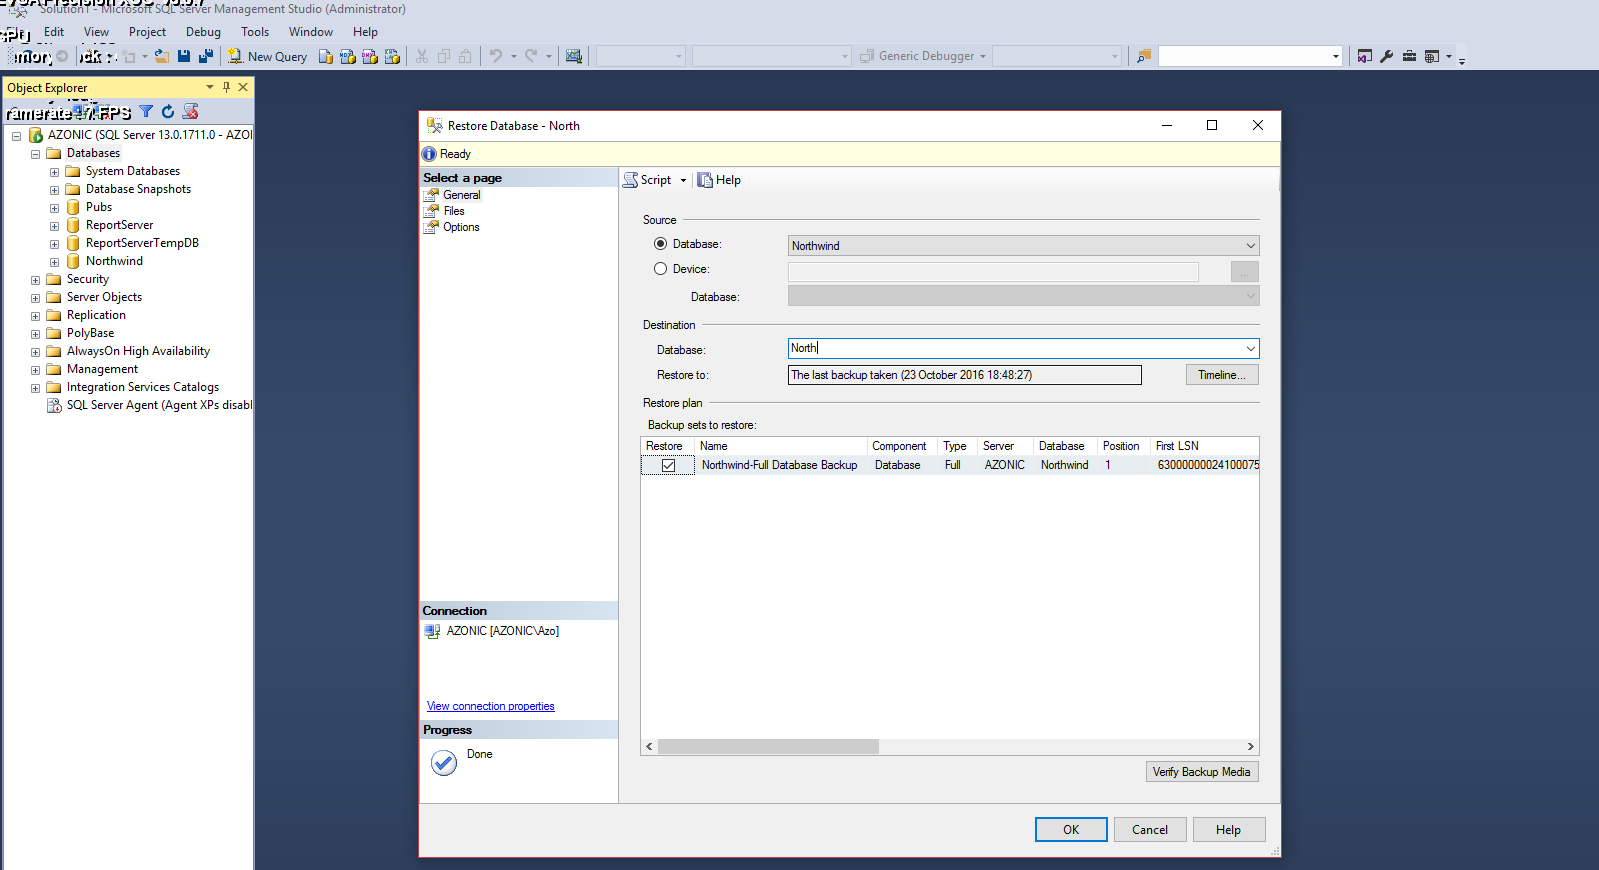 Solution1 - Microsoft SQL Server Management Studio (Administrator)
Edit View Project Debug Tools Window Help
New Query
Generic Debugger
Object Explorer
AZONIC (SQL Server 13.0.1711.0 - AZO
Databases
System Databases
Database Snapshots
Pubs
ReportServer
ReportServerTempDB
Northwind
Security
Server Objects
Replication
PolyBase
AlwaysOn High Availability
Management
Integration Services Catalogs
SQL Server Agent (Agent XPs disabl
Restore Database - North
Ready
Select a page
General
Files
Options
Connection
AZONIC [AZONIC\Azo]
View connection properties
Progress
Done
Script Help
Source
Database: Northwind
Device: ...
Database:
Destination
Database: North
Restore to: The last backup taken (23 October 2016 18:48:27) Timeline...
Restore plan
Backup sets to restore:
Restore Name Component Type Server Database Position First LSN
Northwind-Full Database Backup Database Full AZONIC Northwind 1 63000000024100075
Verify Backup Media
OK Cancel Help